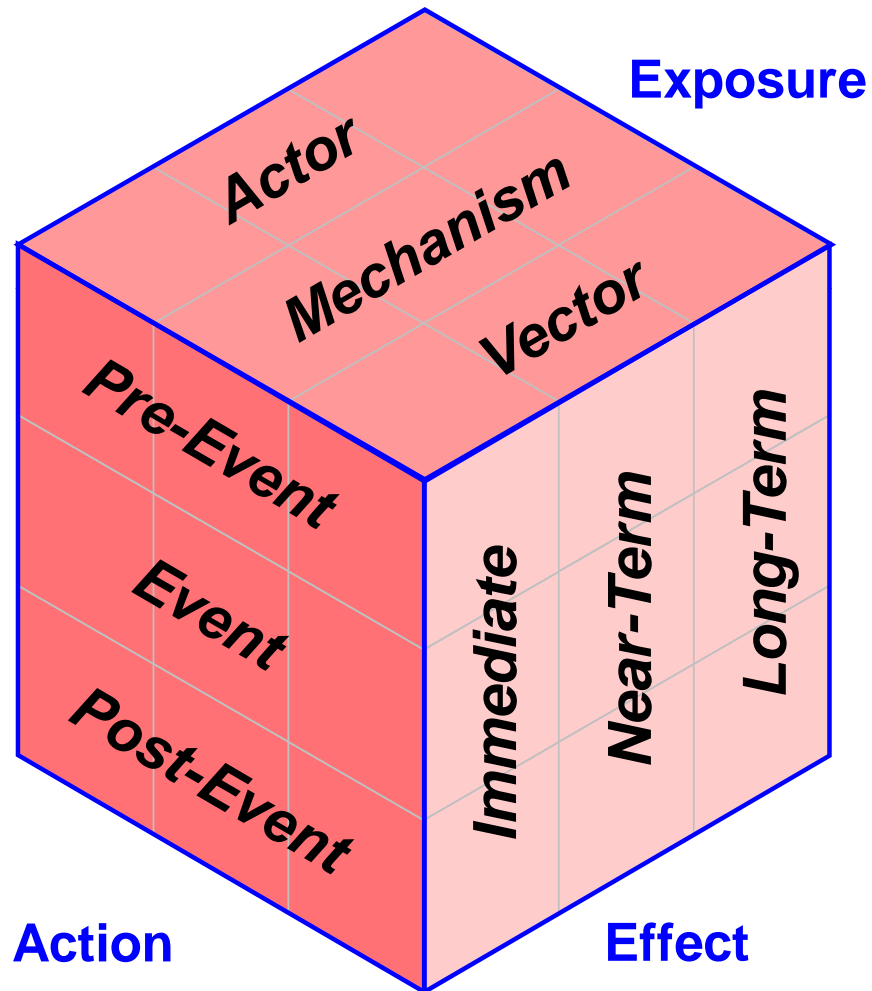 Exposure
Actor
Mechanism
Vector
Pre-Event
Event
Post-Event
Immediate
Near-Term
Long-Term
Action
Effect